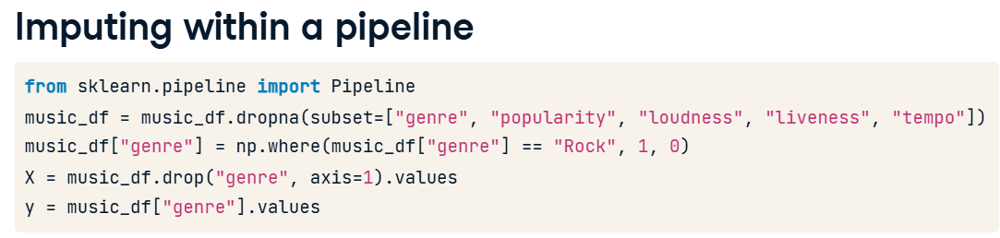 Imputing within a pipeline
from sklearn.pipeline import Pipeline
music_df = music_df.dropna(subset=["genre", "popularity", "loudness", "liveness", "tempo"])
music_df["genre"] = np.where(music_df["genre"] == "Rock", 1, 0)
X = music_df.drop("genre", axis=1).values
y = music_df["genre"].values